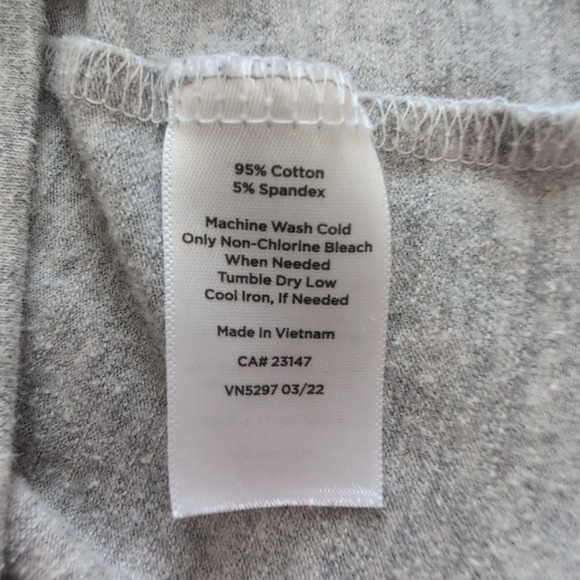 95% Cotton
5% Spandex
Machine Wash Cold
Only Non-Chlorine Bleach
When Needed
Tumble Dry Low
Cool Iron, If Needed
Made In Vietnam
CA# 23147
VN5297 03/22